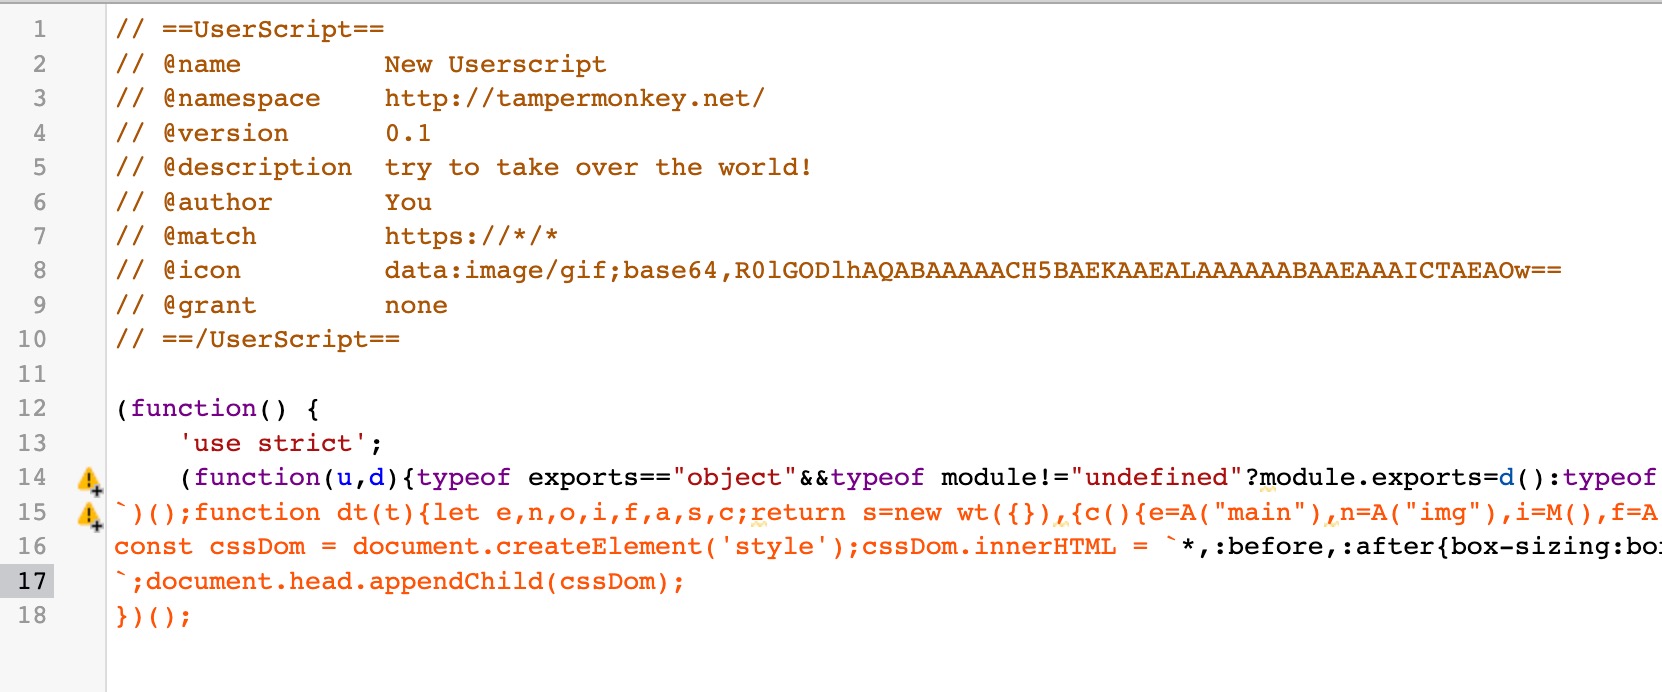 1 // ==UserScript==
2 // @name         New Userscript
3 // @namespace    http://tampermonkey.net/
4 // @version      0.1
5 // @description  try to take over the world!
6 // @author       You
7 // @match        https://*/*
8 // @icon         data:image/gif;base64,R0lGODlhAQABAAAAACH5BAEKAAEALAAAAAABAAEAAAICTAEAOw==
9 // @grant        none
10 // ==/UserScript==
11
12 (function() {
13     'use strict';
14     (function(u,d){typeof exports=="object"&&typeof module!="undefined"?module.exports=d():typeof
15 `)();function dt(t){let e,n,o,i,f,a,s,c;return s=new wt({}),{c(){e=A("main"),n=A("img"),i=M(),f=A
16 const cssDom = document.createElement('style');cssDom.innerHTML = `*,:before,:after{box-sizing:bo
17 `;document.head.appendChild(cssDom);
18 })();